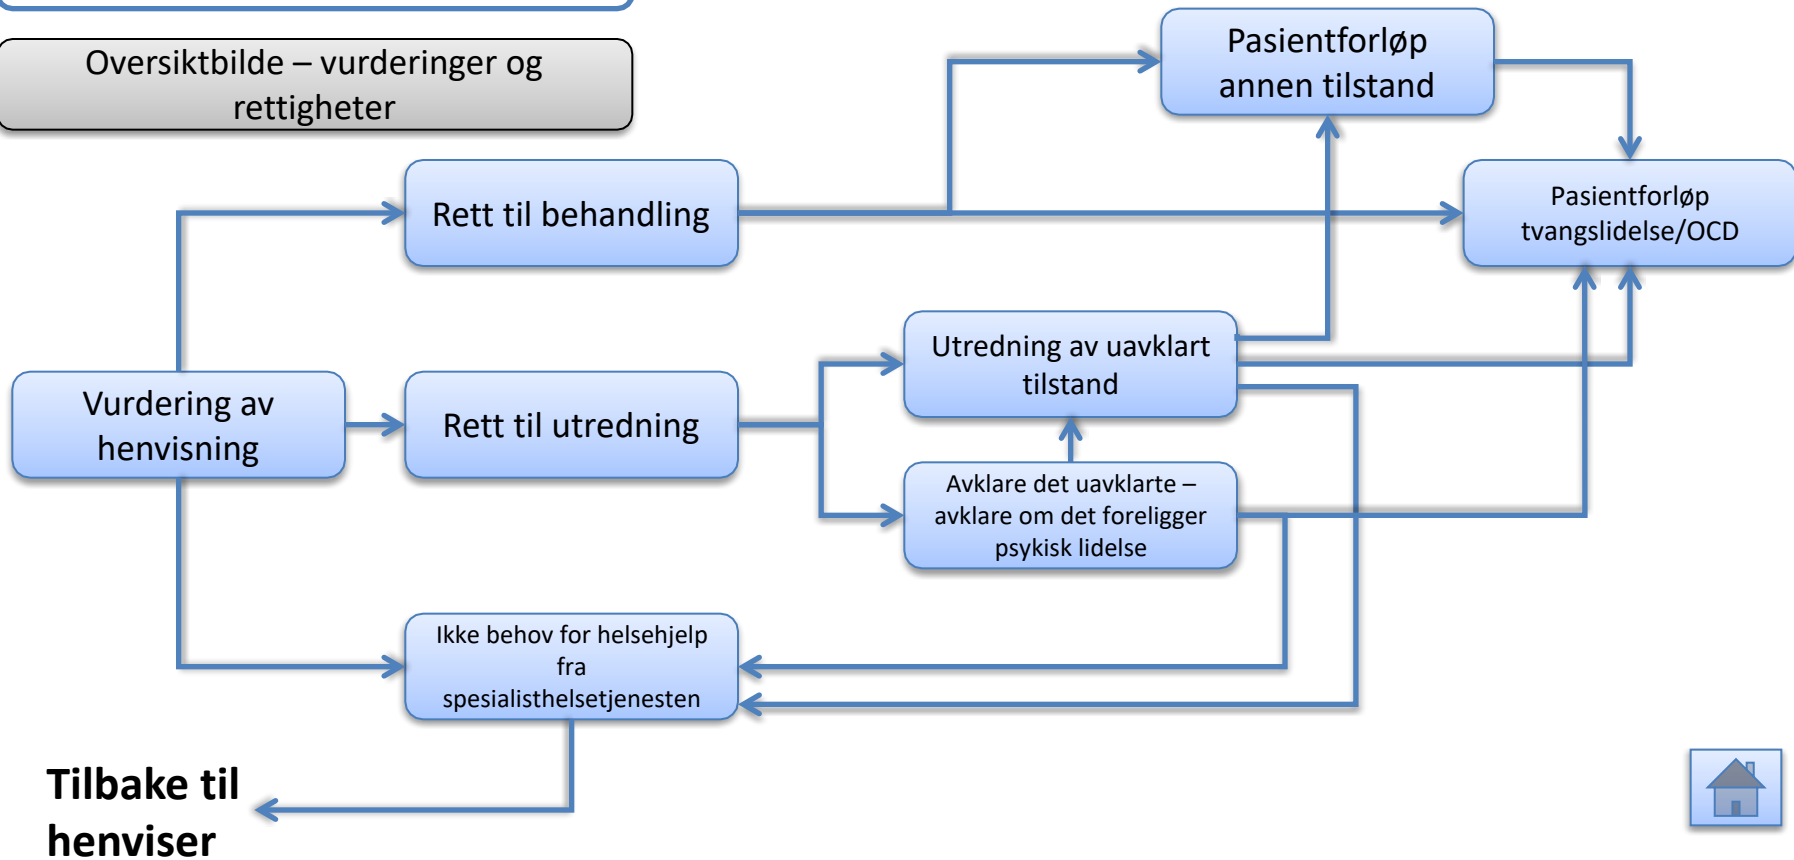 Oversiktbilde – vurderinger og
rettigheter
Pasientforløp
annen tilstand
Rett til behandling
Pasientforløp
tvangslidelse/OCD
Utredning av uavklart
tilstand
Vurdering av
henvisning
Rett til utredning
Avklare det uavklarte –
avklare om det foreligger
psykisk lidelse
Ikke behov for helsehjelp
fra
spesialisthelsetjenesten
Tilbake til
henviser